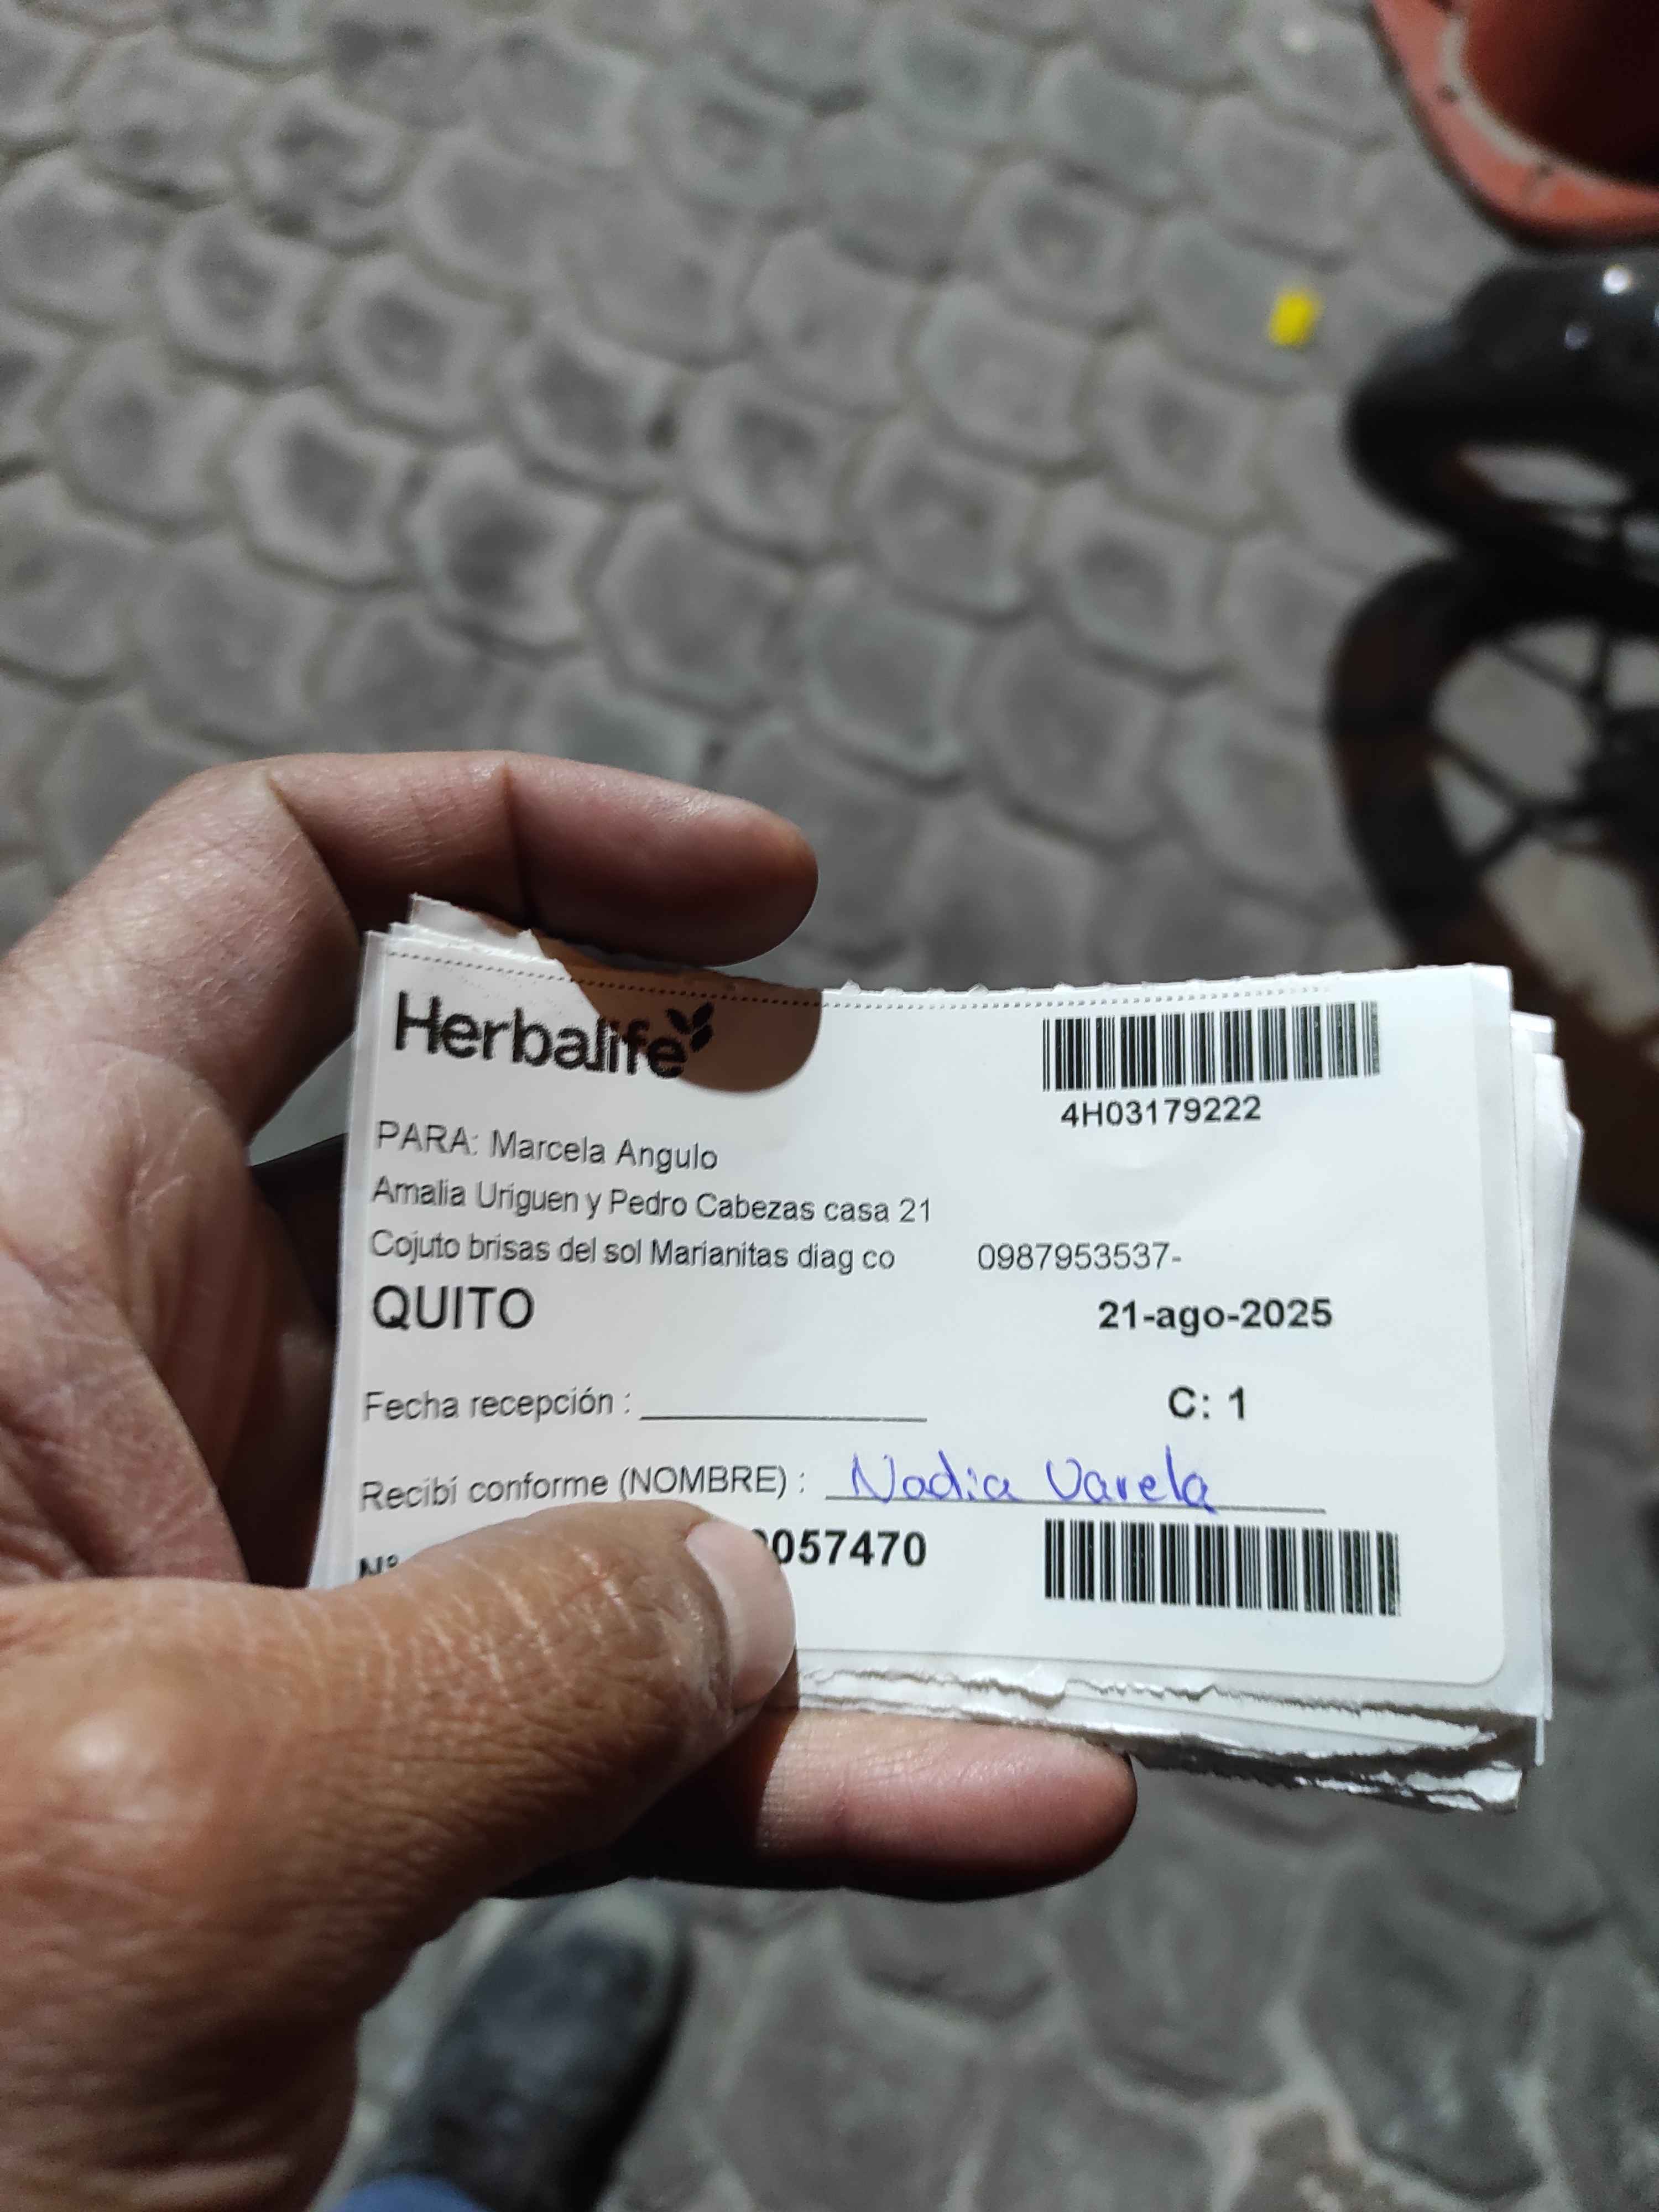 Herbalife
4H03179222
PARA: Marcela Angulo
Amalia Uriguen y Pedro Cabezas casa 21
Cojuto brisas del sol Marianitas diag co 0987953537-
QUITO 21-ago-2025
Fecha recepción : C: 1
Recibí conforme (NOMBRE) : Nadia Varela
Nº 057470